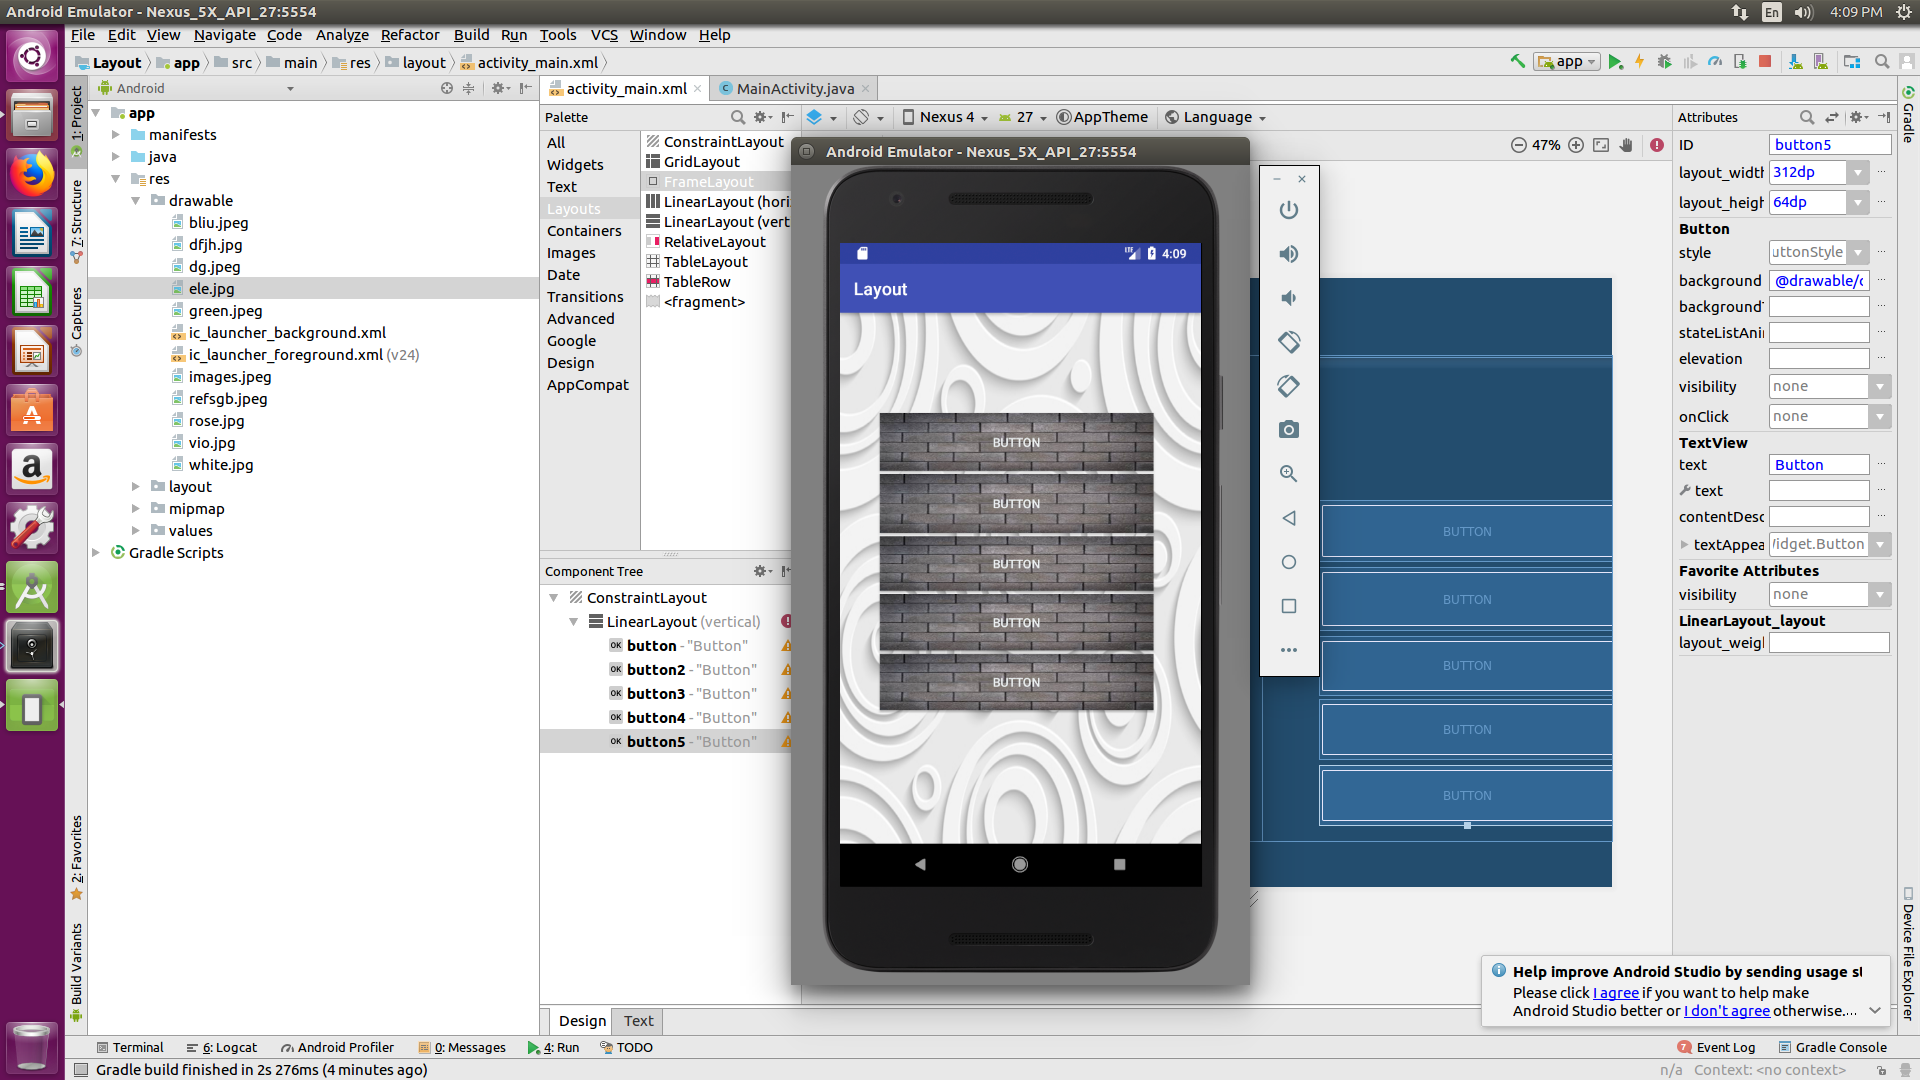 Android Emulator - Nexus_5X_API_27:5554
En
4:09 PM
File Edit View Navigate Code Analyze Refactor Build Run Tools VCS Window Help
Layout app src main res layout activity_main.xml
app
Android
activity_main.xml
MainActivity.java
1: Project
7: Structure
Captures
2: Favorites
Build Variants
app
manifests
java
res
drawable
bliu.jpeg
dfjh.jpg
dg.jpeg
ele.jpg
green.jpeg
ic_launcher_background.xml
ic_launcher_foreground.xml (v24)
images.jpeg
refsgb.jpeg
rose.jpg
vio.jpg
white.jpg
layout
mipmap
values
Gradle Scripts
Palette
All
Widgets
Text
Layouts
Containers
Images
Date
Transitions
Advanced
Google
Design
AppCompat
ConstraintLayout
GridLayout
FrameLayout
LinearLayout (hori
LinearLayout (vert
RelativeLayout
TableLayout
TableRow
<fragment>
Component Tree
ConstraintLayout
LinearLayout (vertical)
OK button - "Button"
OK button2 - "Button"
OK button3 - "Button"
OK button4 - "Button"
OK button5 - "Button"
Nexus 4
27
AppTheme
Language
47%
Android Emulator - Nexus_5X_API_27:5554
LTE
4:09
Layout
BUTTON
BUTTON
BUTTON
BUTTON
BUTTON
BUTTON
BUTTON
BUTTON
BUTTON
BUTTON
Attributes
ID button5
layout_width 312dp
layout_heigh 64dp
Button
style uttonStyle
background @drawable/
background
stateListAni
elevation
visibility none
onClick none
TextView
text Button
text
contentDesc
textAppea idget.Button
Favorite Attributes
visibility none
LinearLayout_layout
layout_weig
Gradle
Device File Explorer
Help improve Android Studio by sending usage st
Please click I agree if you want to help make
Android Studio better or I don't agree otherwise....
Design Text
Terminal 6: Logcat Android Profiler 0: Messages 4: Run TODO
7 Event Log Gradle Console
Gradle build finished in 2s 276ms (4 minutes ago)
n/a Context: <no context>